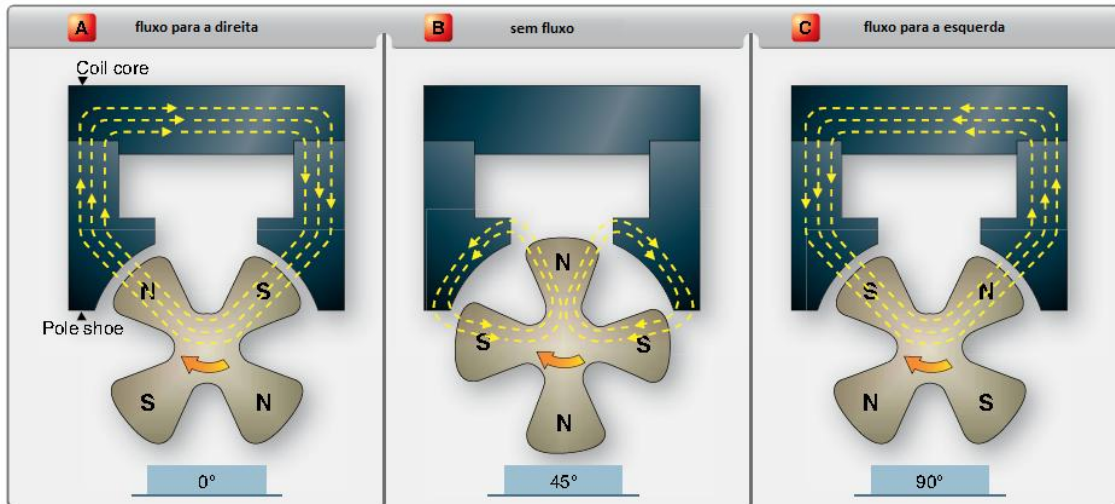 A fluxo para a direita
B sem fluxo
C fluxo para a esquerda
Coil core
N
S
Pole shoe
S
N
0°
N
S
S
N
45°
S
N
N
S
90°